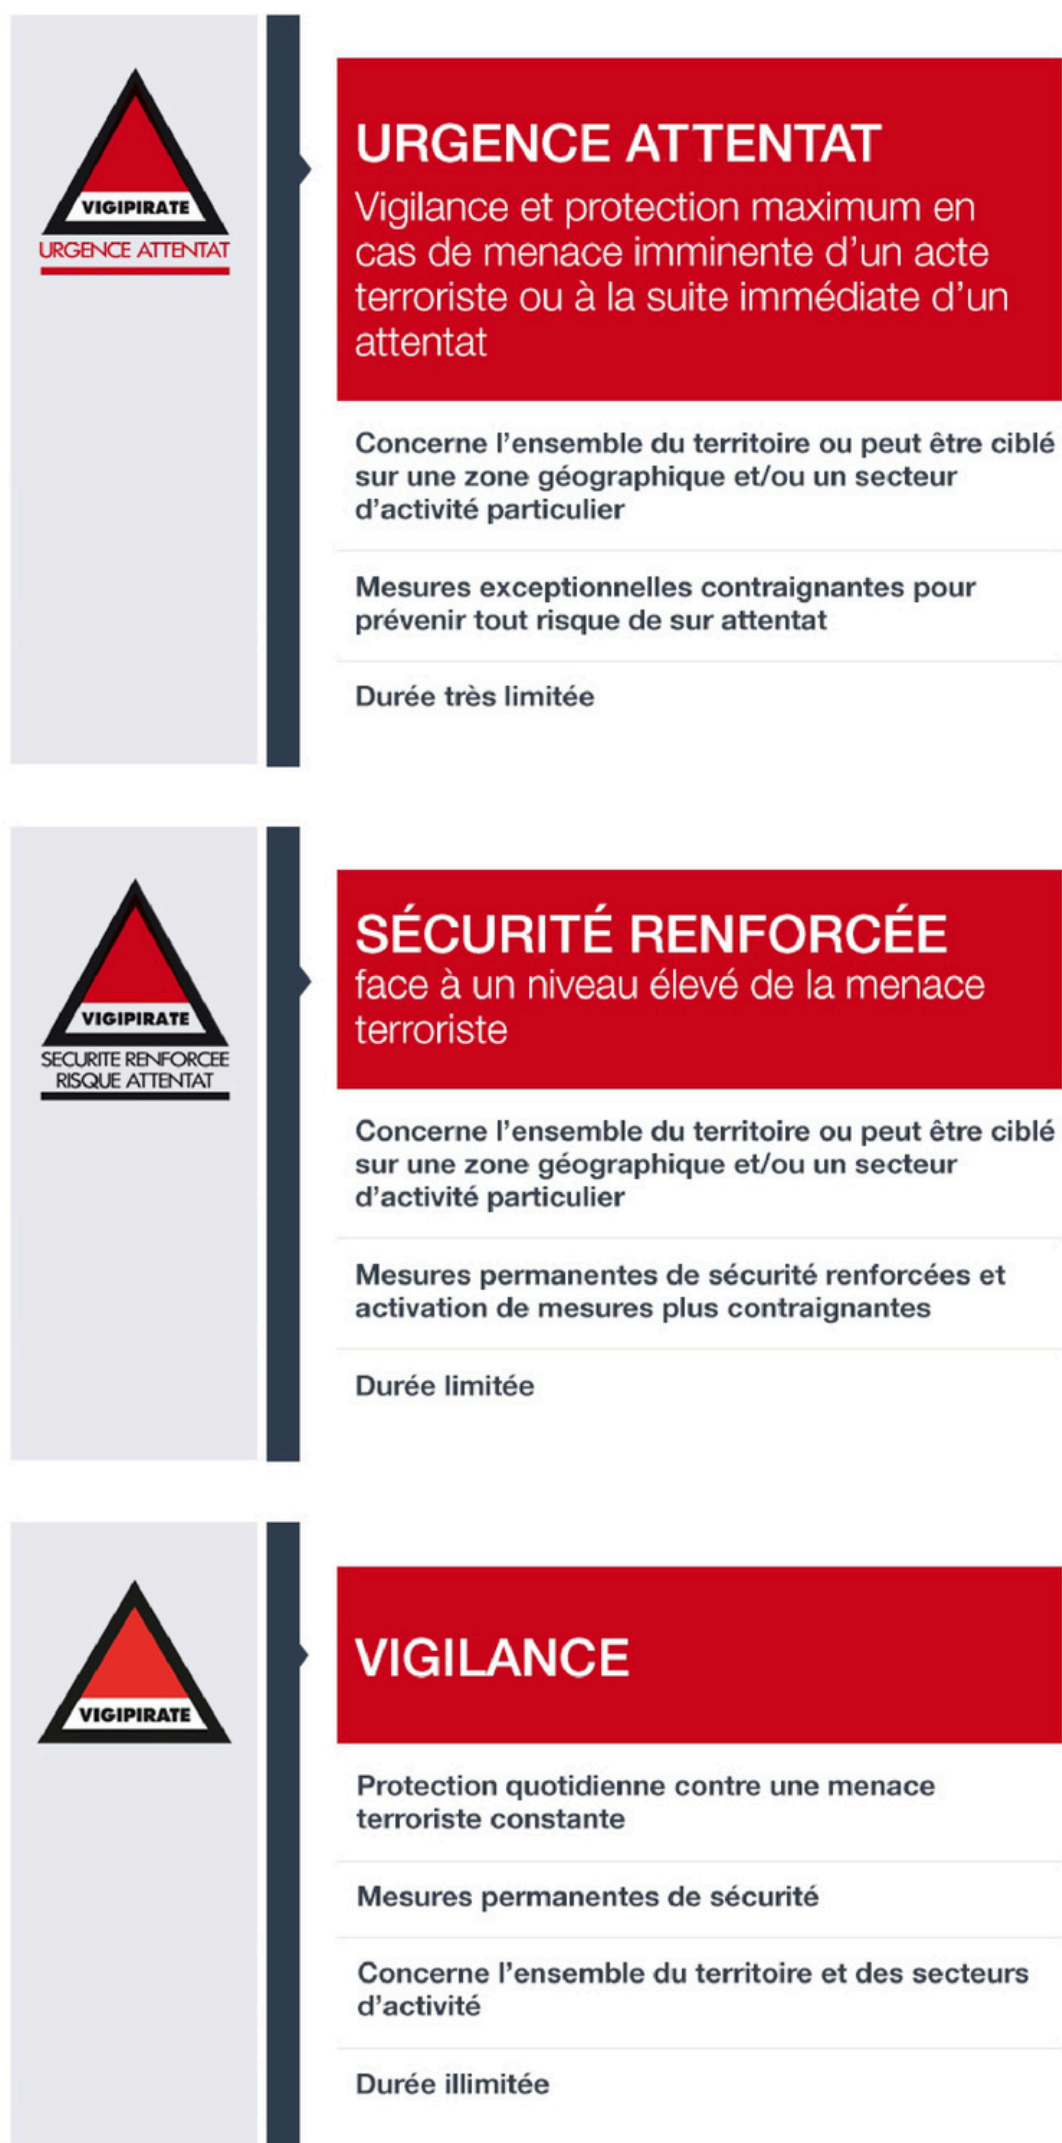 VIGIPIRATE
URGENCE ATTENTAT
URGENCE ATTENTAT
Vigilance et protection maximum en
cas de menace imminente d'un acte
terroriste ou à la suite immédiate d'un
attentat
Concerne l'ensemble du territoire ou peut être ciblé
sur une zone géographique et/ou un secteur
d'activité particulier
Mesures exceptionnelles contraignantes pour
prévenir tout risque de sur attentat
Durée très limitée
VIGIPIRATE
SECURITE RENFORCEE
RISQUE ATTENTAT
SÉCURITÉ RENFORCÉE
face à un niveau élevé de la menace
terroriste
Concerne l'ensemble du territoire ou peut être ciblé
sur une zone géographique et/ou un secteur
d'activité particulier
Mesures permanentes de sécurité renforcées et
activation de mesures plus contraignantes
Durée limitée
VIGIPIRATE
VIGILANCE
Protection quotidienne contre une menace
terroriste constante
Mesures permanentes de sécurité
Concerne l'ensemble du territoire et des secteurs
d'activité
Durée illimitée